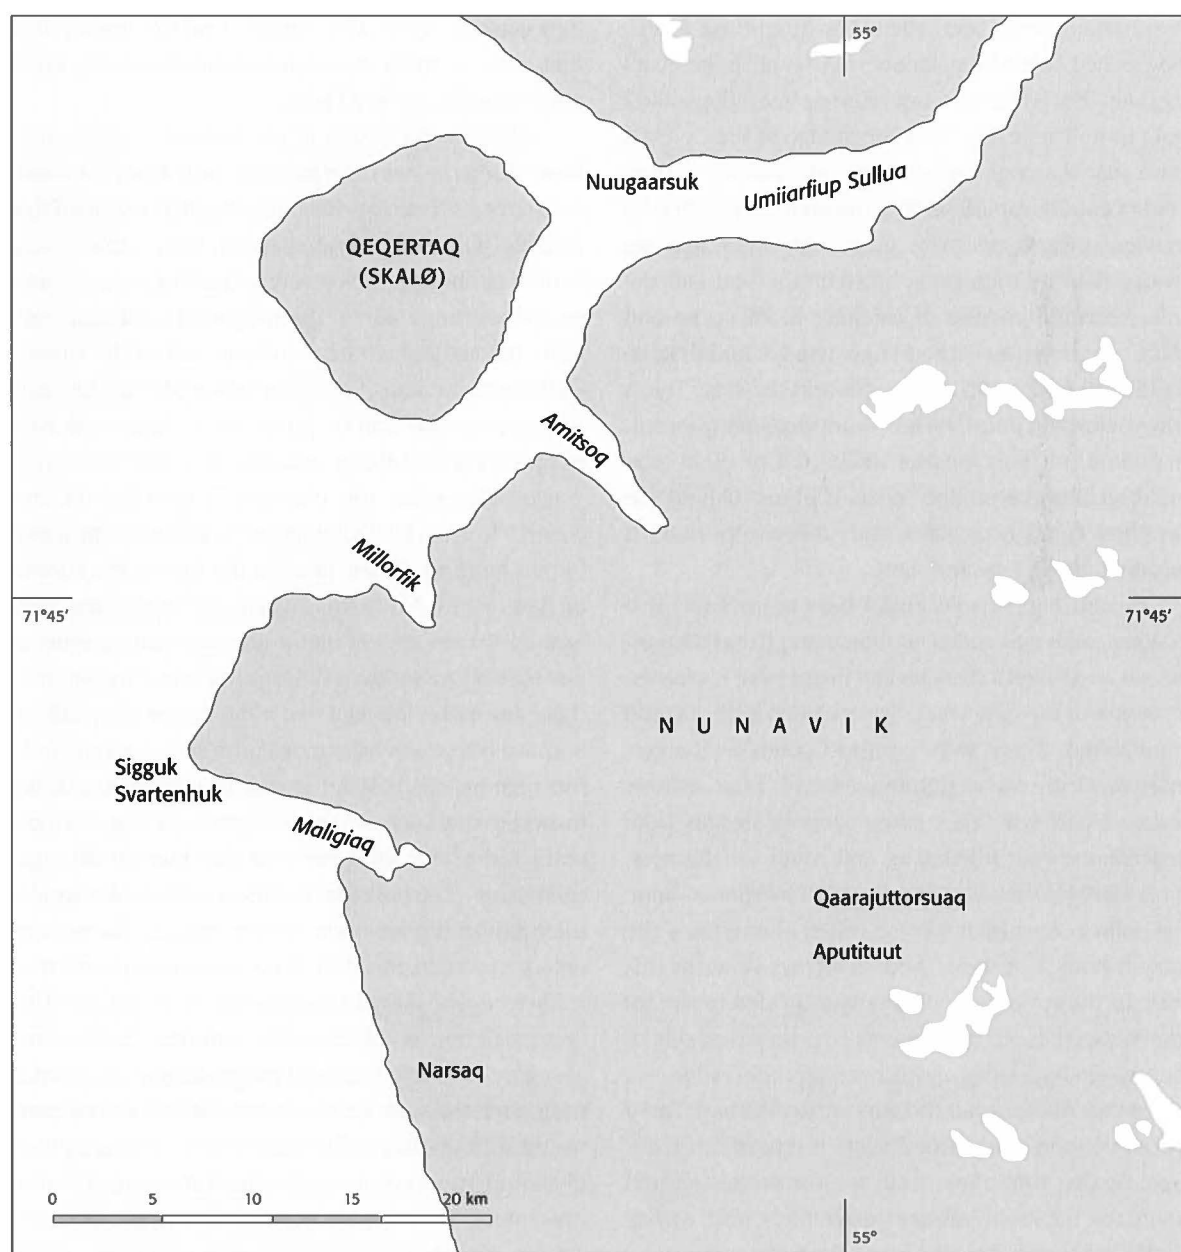 55°
Nuugaarsuk
Umiiarfiup Sullua
QEQERTAQ
(SKALØ)
Amitsoq
Millorfik
71°45'
71°45'
NUNAVIK
Sigguk
Svartenhuk
Maligiaq
Qaarajuttorsuaq
Aputituut
Narsaq
0 5 10 15 20 km
55°